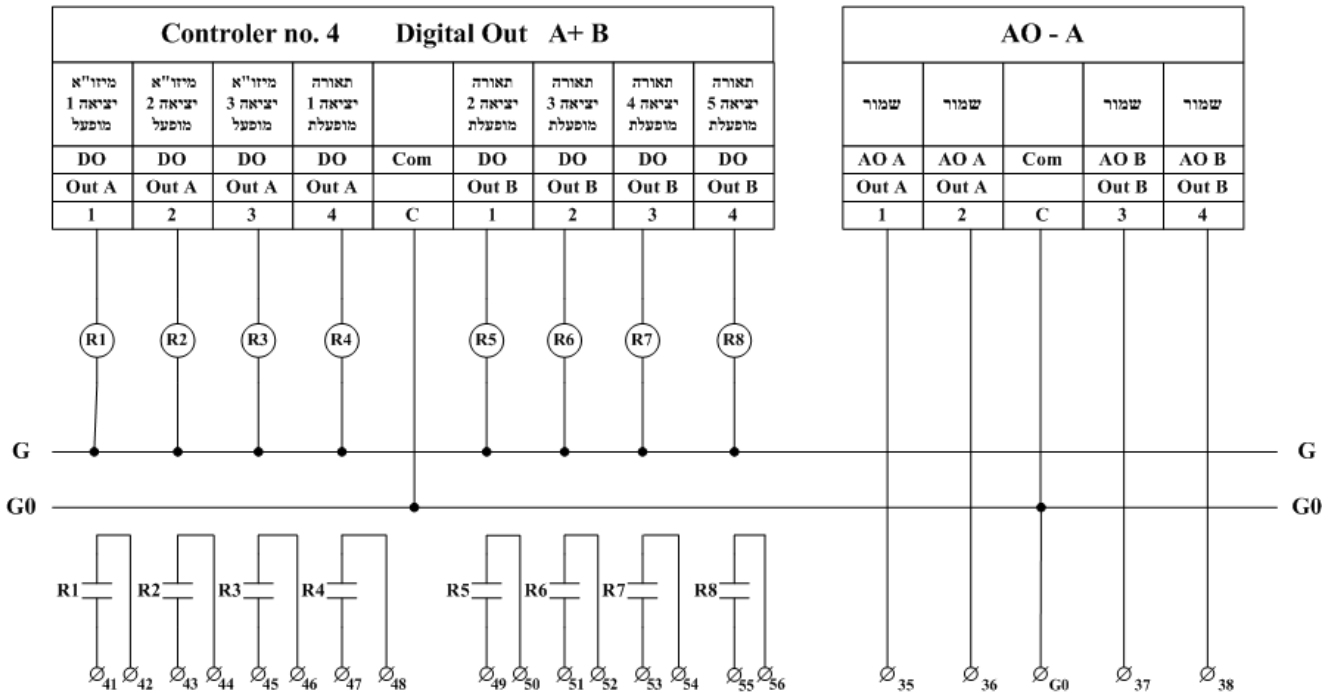 Controler no. 4 Digital Out A+ B
AO - A
מיזו"א מיזו"א מיזו"א תאורה תאורה תאורה תאורה תאורה
יציאה 1 יציאה 2 יציאה 3 יציאה 1 יציאה 2 יציאה 3 יציאה 4 יציאה 5
מופעל מופעל מופעל מופעלת מופעלת מופעלת מופעלת מופעלת
שמור שמור שמור שמור
DO DO DO DO Com DO DO DO DO
Out A Out A Out A Out A Out B Out B Out B Out B
1 2 3 4 C 1 2 3 4
AO A AO A Com AO B AO B
Out A Out A Out B Out B
1 2 C 3 4
R1 R2 R3 R4 R5 R6 R7 R8
G G
G0 G0
R1 R2 R3 R4 R5 R6 R7 R8
41 42 43 44 45 46 47 48 49 50 51 52 53 54 55 56 35 36 G0 37 38